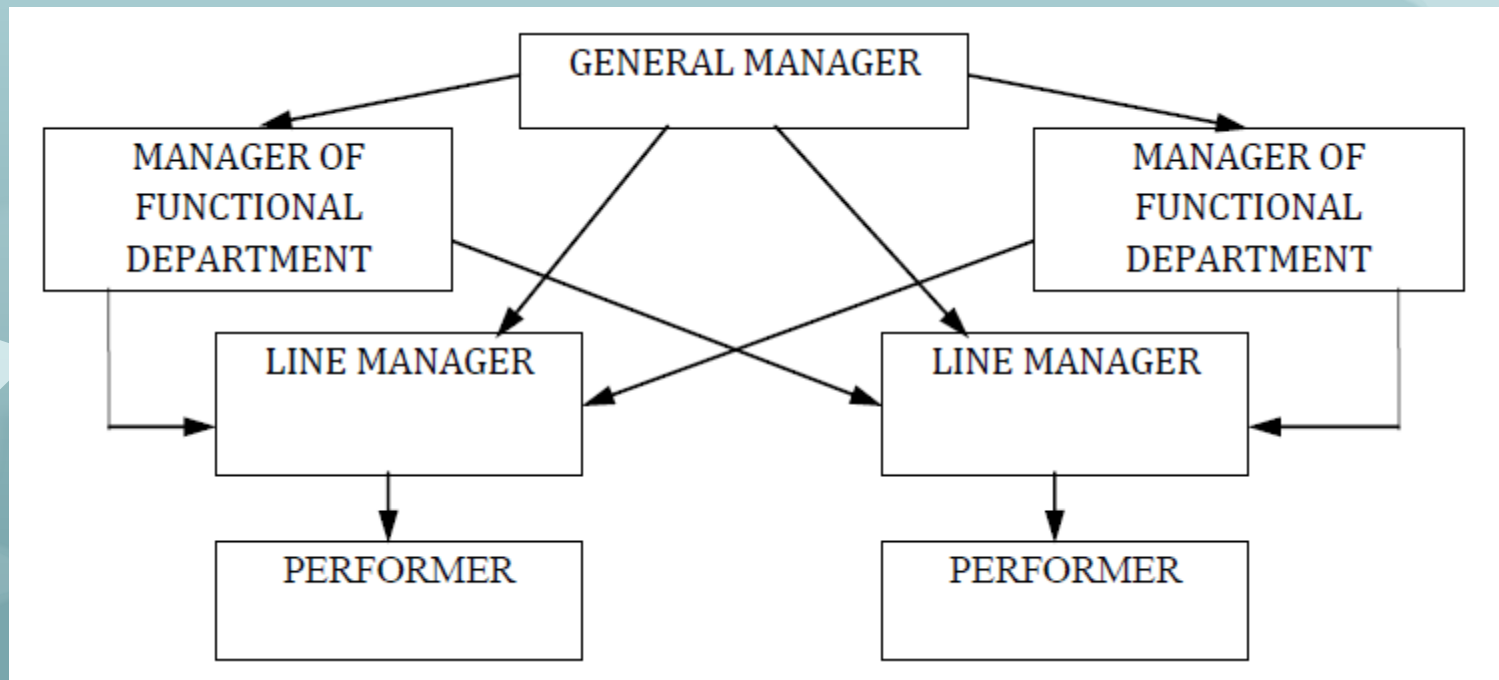 GENERAL MANAGER
MANAGER OF
FUNCTIONAL
DEPARTMENT
MANAGER OF
FUNCTIONAL
DEPARTMENT
LINE MANAGER
LINE MANAGER
PERFORMER
PERFORMER